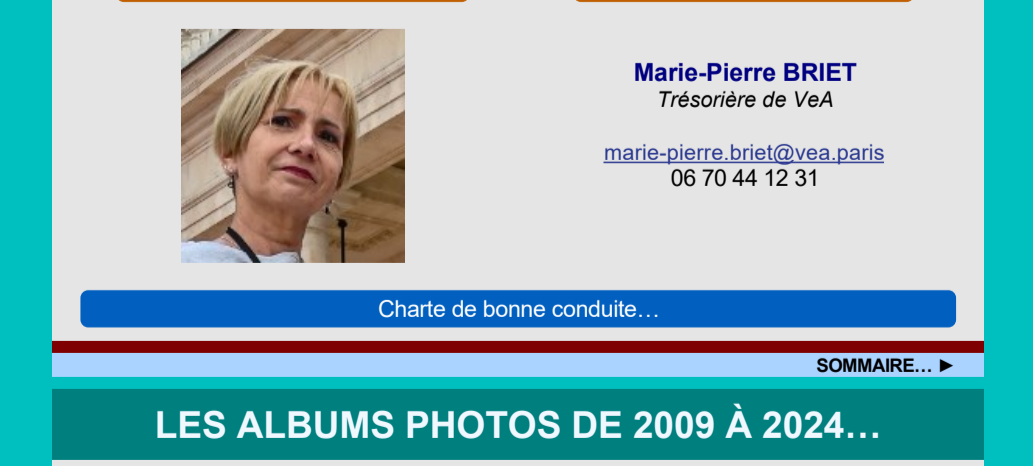 Marie-Pierre BRIET
Trésorière de VeA
marie-pierre.briet@vea.paris
06 70 44 12 31
Charte de bonne conduite…
SOMMAIRE… ►
LES ALBUMS PHOTOS DE 2009 À 2024…